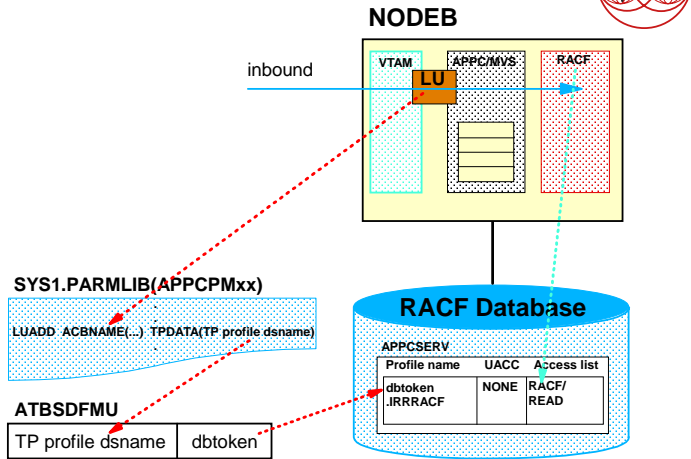 NODEB
VTAM
APPC/MVS
RACF
LU
inbound
SYS1.PARMLIB(APPCPMxx)
.
LUADD ACBNAME(...) TPDATA(TP profile dsname)
.
ATBSDFMU
TP profile dsname
dbtoken
RACF Database
APPCSERV
Profile name UACC Access list
dbtoken NONE RACF/
.IRRRACF READ